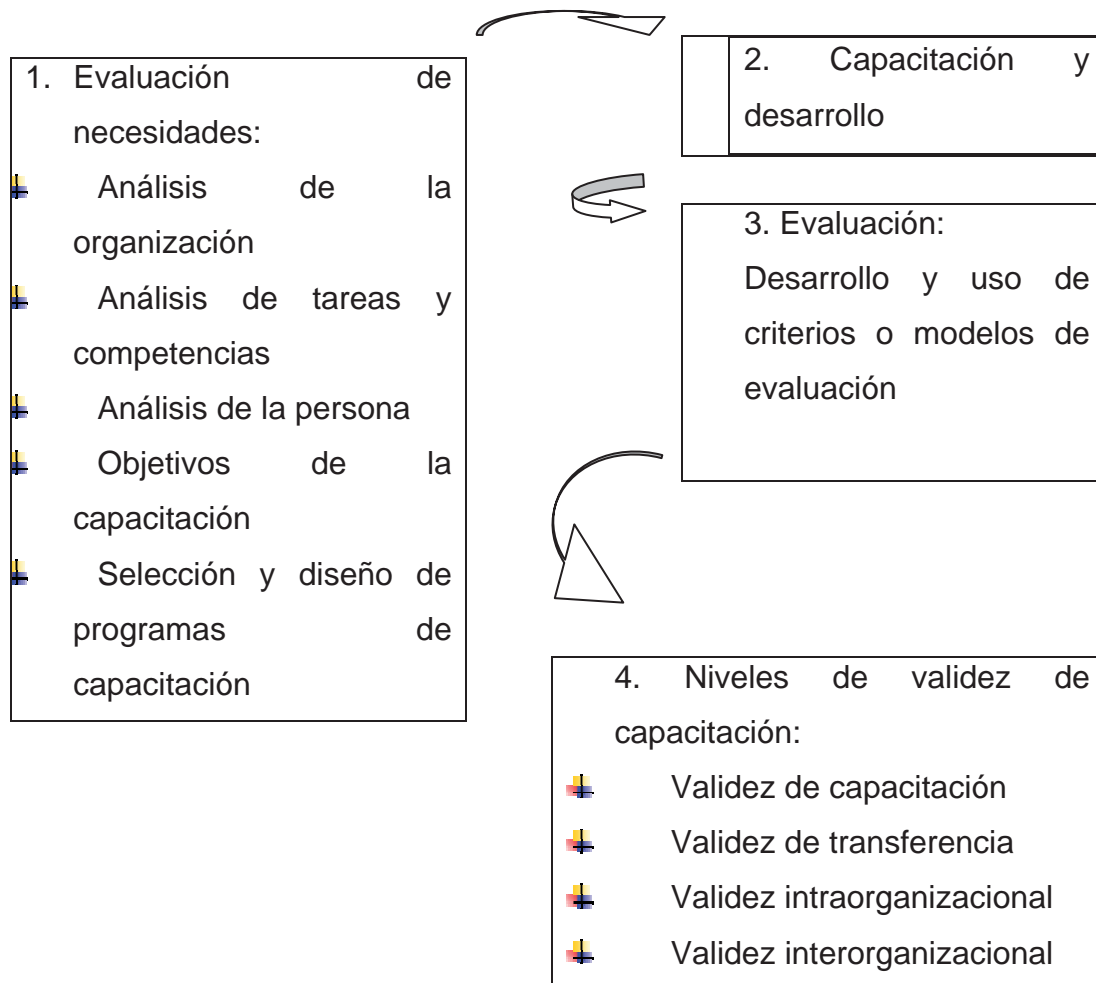 1. Evaluación de
necesidades:
Análisis de la
organización
Análisis de tareas y
competencias
Análisis de la persona
Objetivos de la
capacitación
Selección y diseño de
programas de
capacitación
2. Capacitación y
desarrollo
3. Evaluación:
Desarrollo y uso de
criterios o modelos de
evaluación
4. Niveles de validez de
capacitación:
Validez de capacitación
Validez de transferencia
Validez intraorganizacional
Validez interorganizacional